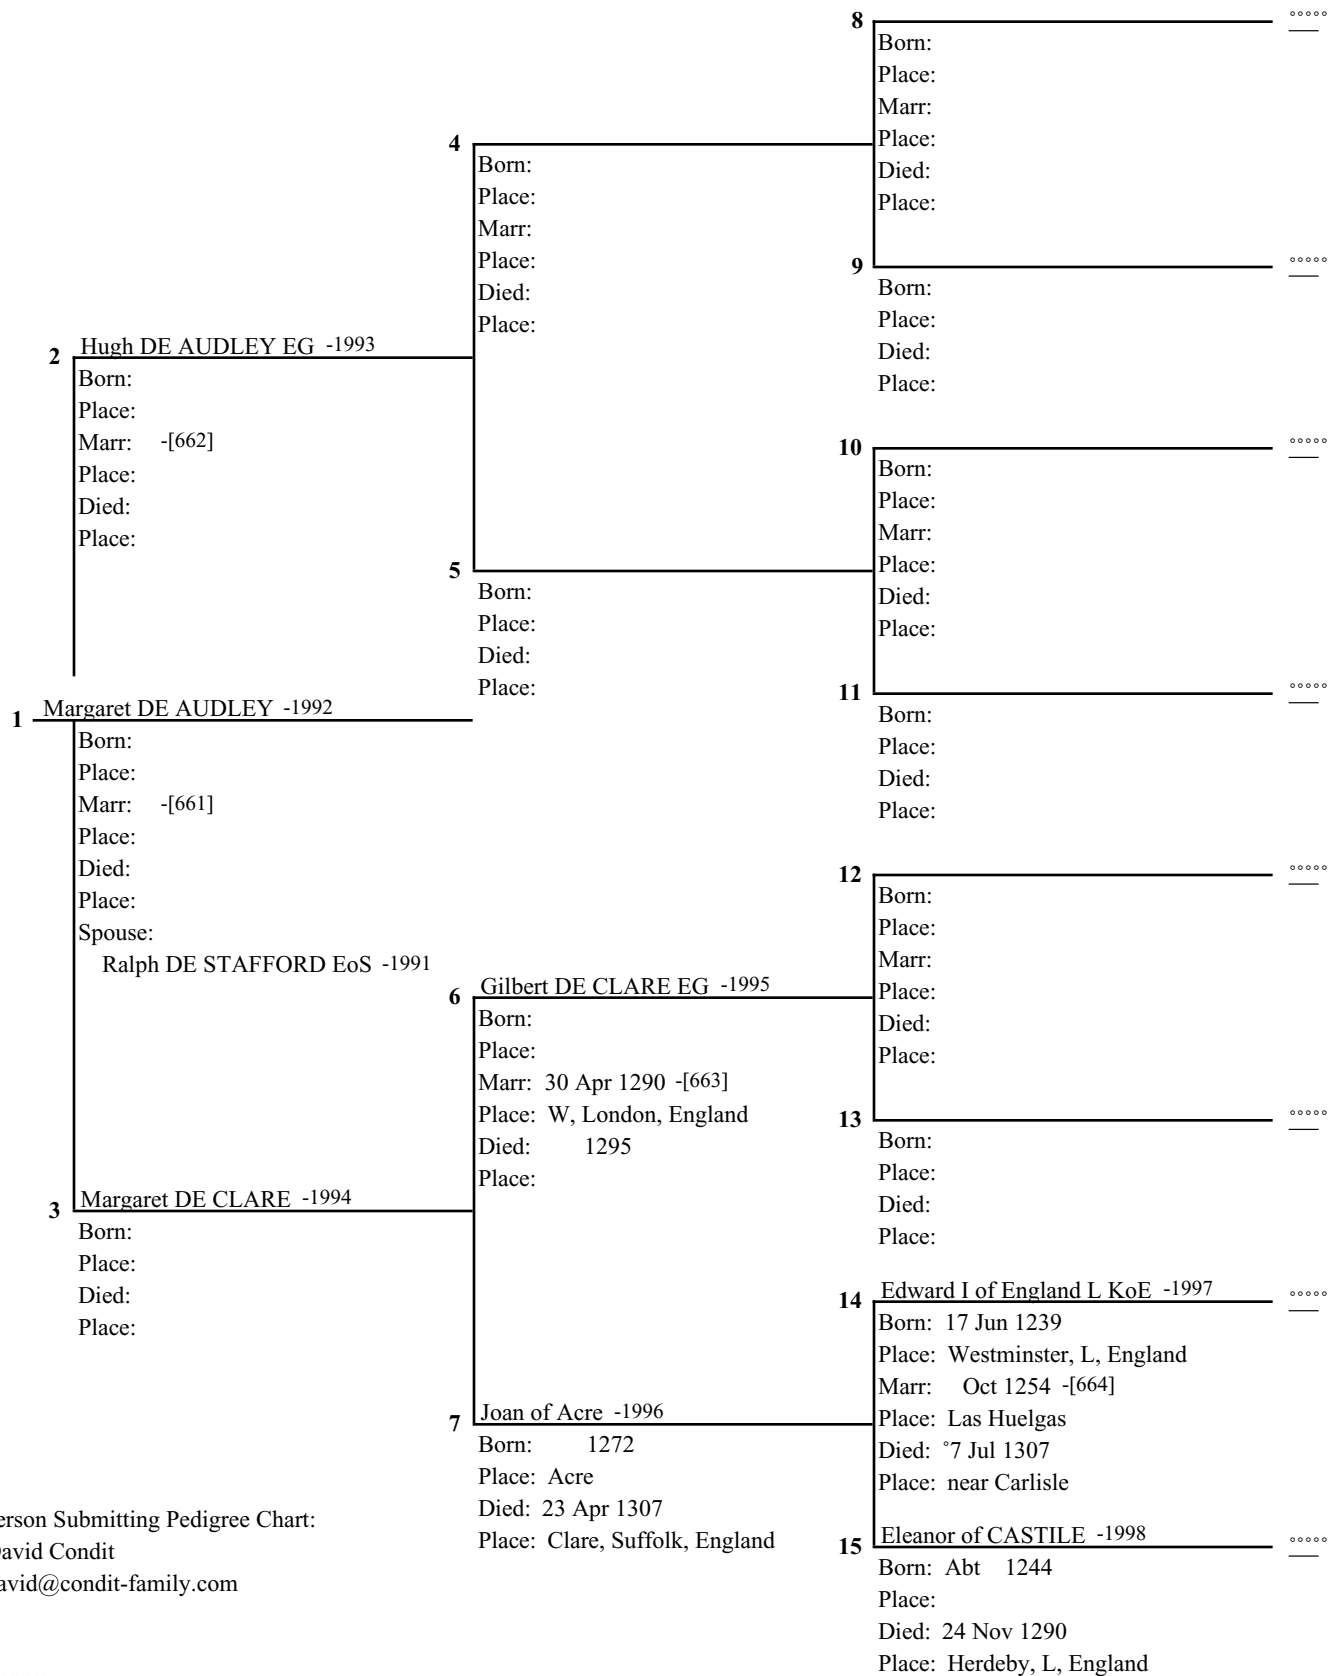 8 °°°°°
Born:
Place:
Marr:
Place:
Died:
Place:
4
Born:
Place:
Marr:
Place:
Died:
Place:
9 °°°°°
Born:
Place:
Died:
Place:
2 Hugh DE AUDLEY EG -1993
Born:
Place:
Marr: -[662]
Place:
Died:
Place:
10 °°°°°
Born:
Place:
Marr:
Place:
Died:
Place:
5
Born:
Place:
Died:
Place:
11 °°°°°
Born:
Place:
Died:
Place:
1 Margaret DE AUDLEY -1992
Born:
Place:
Marr: -[661]
Place:
Died:
Place:
Spouse:
Ralph DE STAFFORD EoS -1991
12 °°°°°
Born:
Place:
Marr:
Place:
Died:
Place:
6 Gilbert DE CLARE EG -1995
Born:
Place:
Marr: 30 Apr 1290 -[663]
Place: W, London, England
Died: 1295
Place:
13 °°°°°
Born:
Place:
Died:
Place:
3 Margaret DE CLARE -1994
Born:
Place:
Died:
Place:
14 Edward I of England L KoE -1997 °°°°°
Born: 17 Jun 1239
Place: Westminster, L, England
Marr: Oct 1254 -[664]
Place: Las Huelgas
Died: °7 Jul 1307
Place: near Carlisle
7 Joan of Acre -1996
Born: 1272
Place: Acre
Died: 23 Apr 1307
Place: Clare, Suffolk, England
15 Eleanor of CASTILE -1998 °°°°°
Born: Abt 1244
Place:
Died: 24 Nov 1290
Place: Herdeby, L, England
erson Submitting Pedigree Chart:
avid Condit
avid@condit-family.com